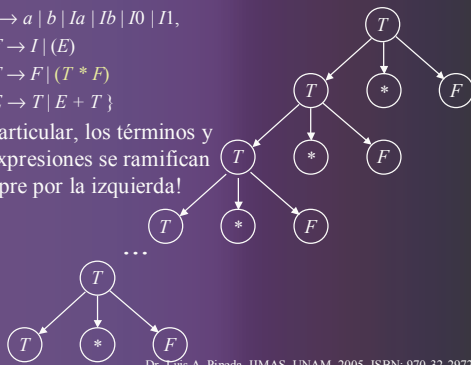 → a | b | Ia | Ib | I0 | I1,
→ I | (E)
→ F | (T * F)
→ T | E + T }
articular, los términos y
xpresiones se ramifican
pre por la izquierda!
T
T * F
T * F
T * F
...
T
T * F
Dr. Luis A. Pineda, IIMAS, UNAM, 2005. ISBN: 970-32-2972